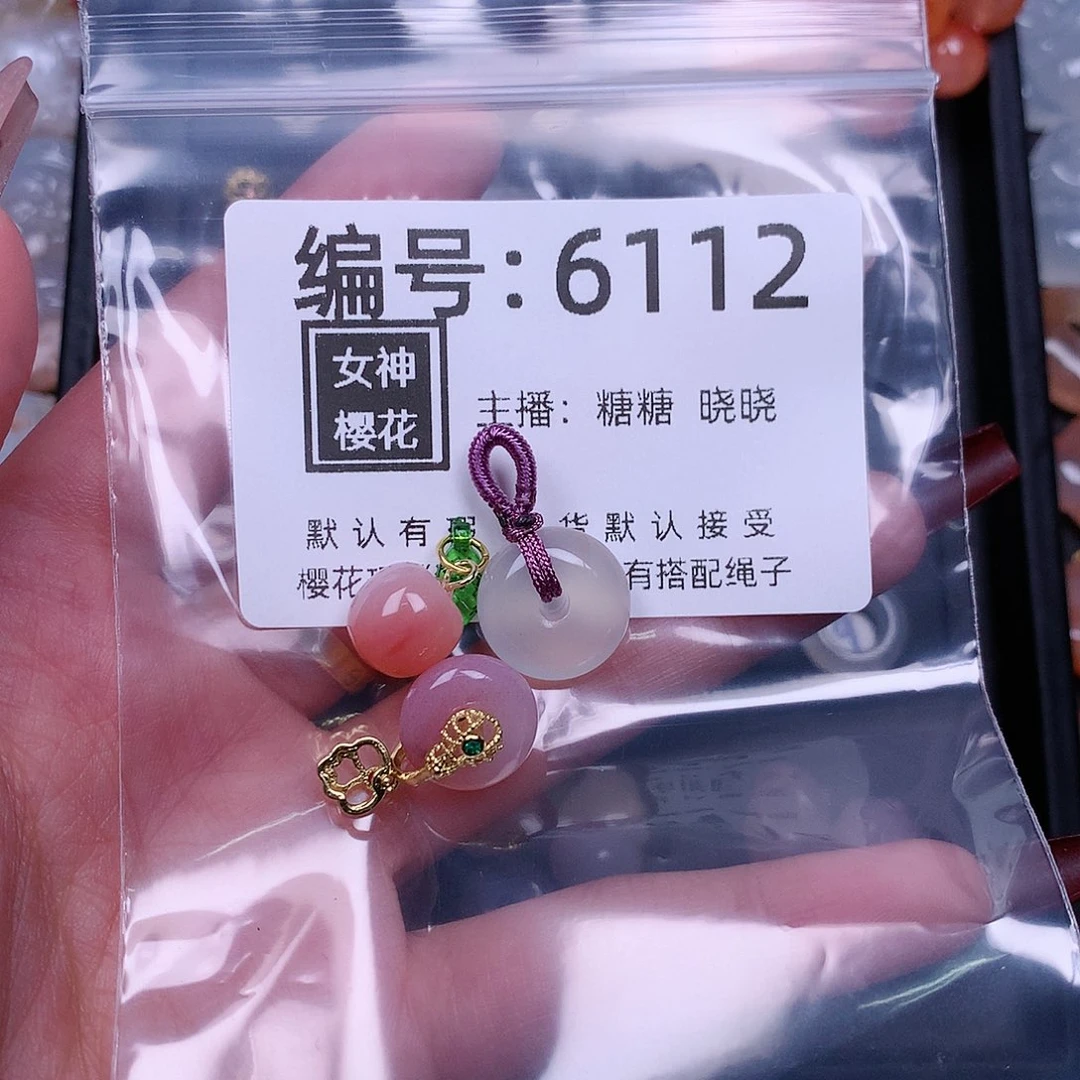 编号:6112
女神
樱花
主播: 糖糖 晓晓
默认有 货默认接受
樱花 有搭配绳子